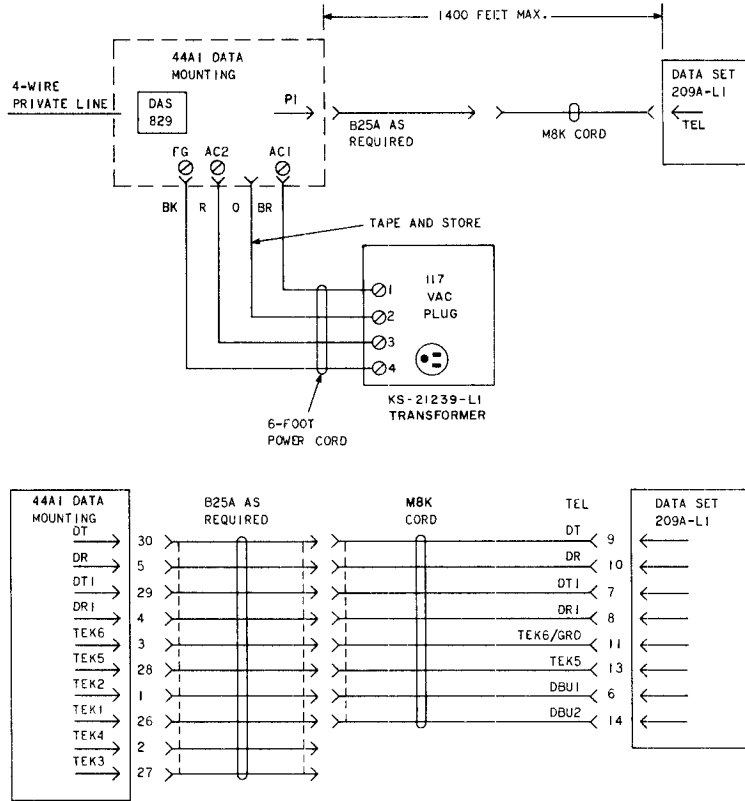 1400 FEET MAX.
44A1 DATA
MOUNTING
4-WIRE
PRIVATE LINE
DAS
829
P1
B25A AS
REQUIRED
M8K CORD
DATA SET
209A-L1
TEL
FG AC2 AC1
BK R O BR
TAPE AND STORE
1
2
3
4
117
VAC
PLUG
KS-21239-L1
TRANSFORMER
6-FOOT
POWER CORD
44A1 DATA
MOUNTING
B25A AS
REQUIRED
M8K
CORD
TEL
DATA SET
209A-L1
DT 30 DT 9
DR 5 DR 10
DT1 29 DT1 7
DR1 4 DR1 8
TEK6 3 TEK6/GRD 11
TEK5 28 TEK5 13
TEK2 1 DBU1 6
TEK1 26 DBU2 14
TEK4 2
TEK3 27